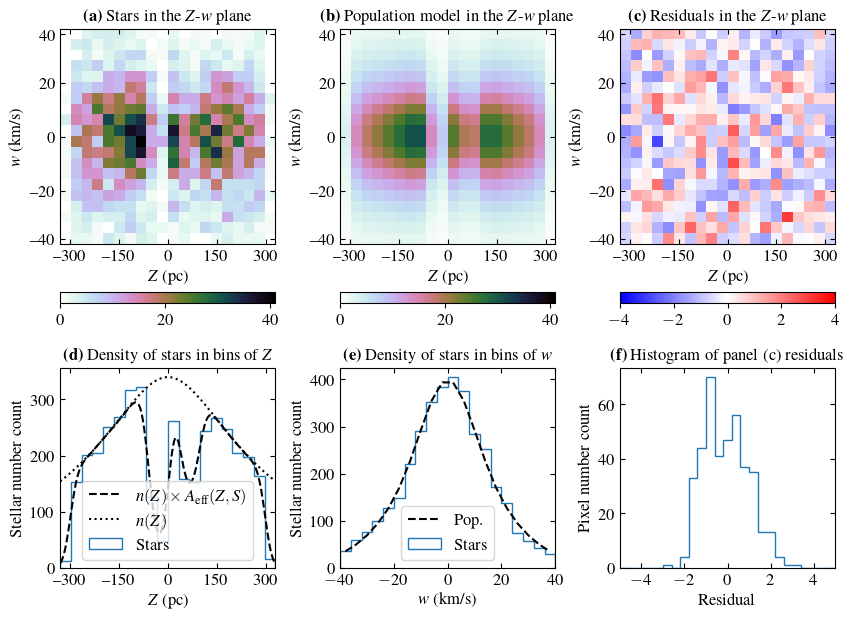 (a) Stars in the Z-w plane
(b) Population model in the Z-w plane
(c) Residuals in the Z-w plane
40
20
0
−20
−40
w (km/s)
−300 −150 0 150 300
Z (pc)
0 20 40
40
20
0
−20
−40
w (km/s)
−300 −150 0 150 300
Z (pc)
0 20 40
40
20
0
−20
−40
w (km/s)
−300 −150 0 150 300
Z (pc)
−4 −2 0 2 4
(d) Density of stars in bins of Z
300
200
100
0
Stellar number count
n(Z) × A_eff(Z, S)
n(Z)
Stars
−300 −150 0 150 300
Z (pc)
(e) Density of stars in bins of w
400
300
200
100
0
Stellar number count
Pop.
Stars
−40 −20 0 20 40
w (km/s)
(f) Histogram of panel (c) residuals
60
40
20
0
Pixel number count
−4 −2 0 2 4
Residual